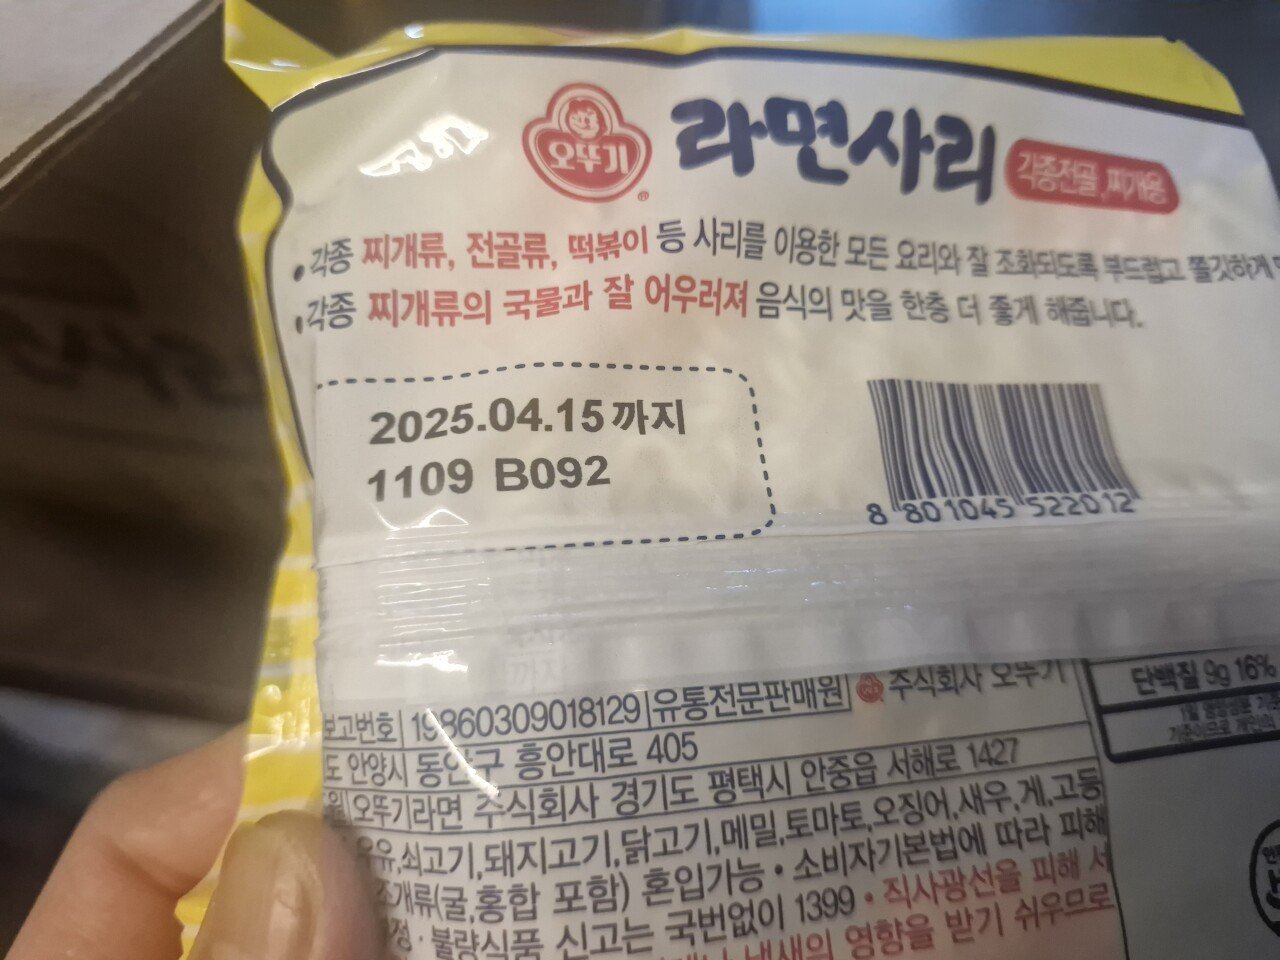 오뚜기
라면사리
각종전골, 찌개용
• 각종 찌개류, 전골류, 떡볶이 등 사리를 이용한 모든 요리와 잘 조화되도록 부드럽고 쫄깃하게
• 각종 찌개류의 국물과 잘 어우러져 음식의 맛을 한층 더 좋게 해줍니다.
2025.04.15 까지
1109 B092
8 801045 522012
보고번호 19860309018129 유통전문판매원 주식회사 오뚜기
도 안양시 동안구 흥안대로 405
오뚜기라면 주식회사 경기도 평택시 안중읍 서해로 1427
우유,쇠고기,돼지고기,닭고기,메밀,토마토,오징어,새우,게,고등
조개류(굴,홍합 포함) 혼입가능 • 소비자기본법에 따라 피해
정 • 불량식품 신고는 국번없이 1399 • 직사광선을 피해 서
냄새의 영향을 받기 쉬우므로
단백질 9g 16%